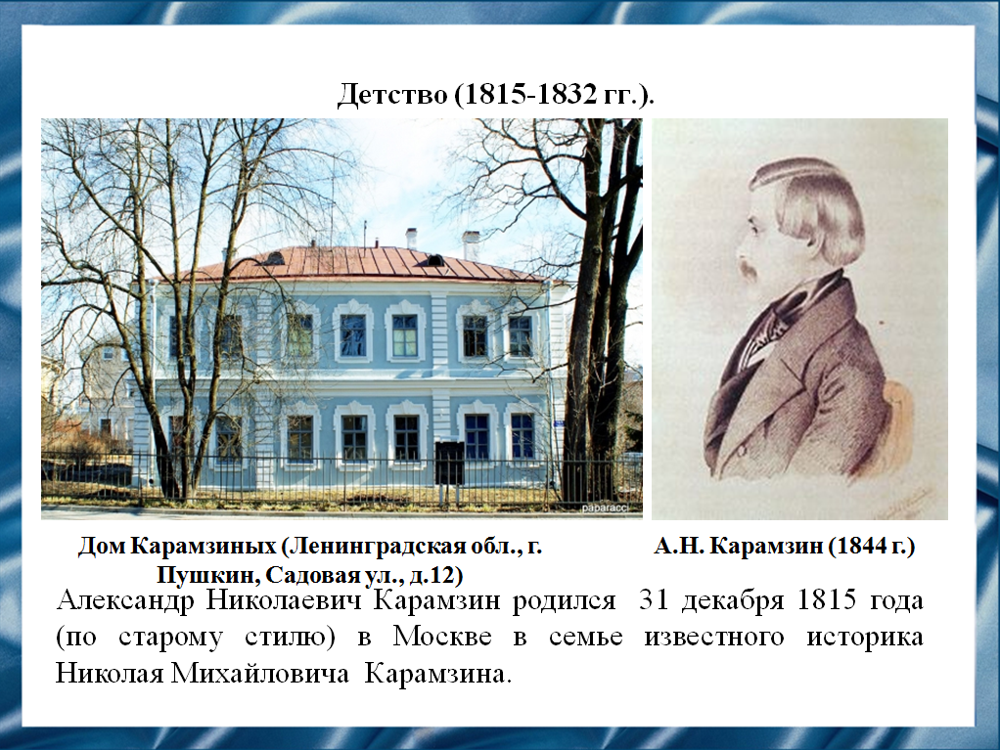 Детство (1815-1832 гг.).
paparacci
Дом Карамзиных (Ленинградская обл., г.
Пушкин, Садовая ул., д.12)
А.Н. Карамзин (1844 г.)
Александр Николаевич Карамзин родился 31 декабря 1815 года
(по старому стилю) в Москве в семье известного историка
Николая Михайловича Карамзина.